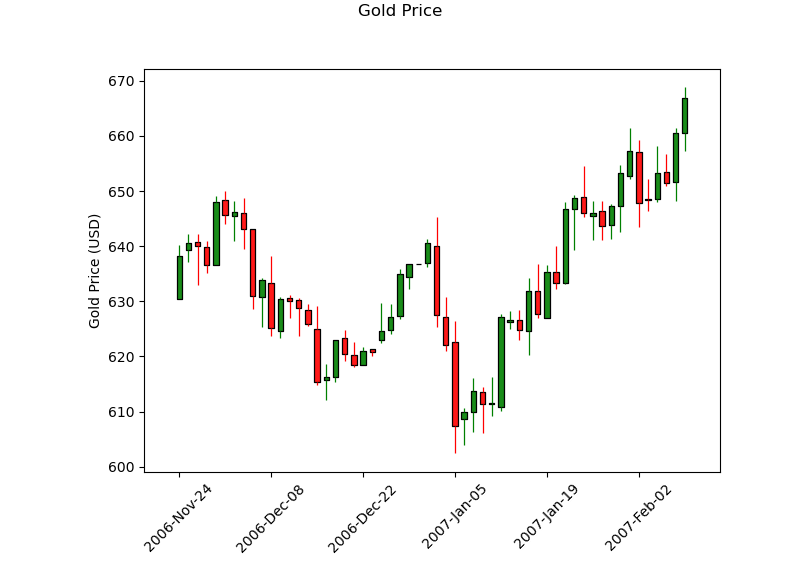 Gold Price
Gold Price (USD)
670
660
650
640
630
620
610
600
2006-Nov-24
2006-Dec-08
2006-Dec-22
2007-Jan-05
2007-Jan-19
2007-Feb-02